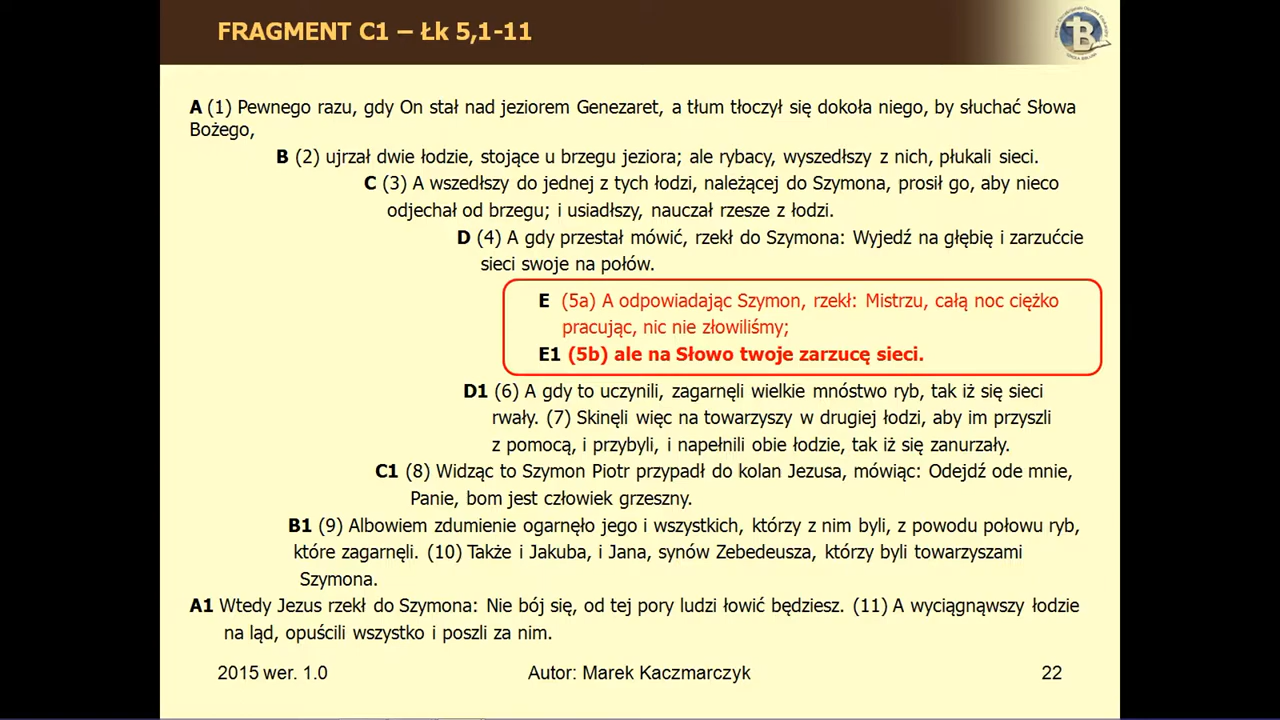 FRAGMENT C1 – Łk 5,1-11
A (1) Pewnego razu, gdy On stał nad jeziorem Genezaret, a tłum tłoczył się dokoła niego, by słuchać Słowa
Bożego,
B (2) ujrzał dwie łodzie, stojące u brzegu jeziora; ale rybacy, wyszedłszy z nich, płukali sieci.
C (3) A wszedłszy do jednej z tych łodzi, należącej do Szymona, prosił go, aby nieco
odjechał od brzegu; i usiadłszy, nauczał rzesze z łodzi.
D (4) A gdy przestał mówić, rzekł do Szymona: Wyjedź na głębię i zarzućcie
sieci swoje na połów.
E (5a) A odpowiadając Szymon, rzekł: Mistrzu, całą noc ciężko
pracując, nic nie złowiliśmy;
E1 (5b) ale na Słowo twoje zarzucę sieci.
D1 (6) A gdy to uczynili, zagarnęli wielkie mnóstwo ryb, tak iż się sieci
rwały. (7) Skinęli więc na towarzyszy w drugiej łodzi, aby im przyszli
z pomocą, i przybyli, i napełnili obie łodzie, tak iż się zanurzały.
C1 (8) Widząc to Szymon Piotr przypadł do kolan Jezusa, mówiąc: Odejdź ode mnie,
Panie, bom jest człowiek grzeszny.
B1 (9) Albowiem zdumienie ogarnęło jego i wszystkich, którzy z nim byli, z powodu połowu ryb,
które zagarnęli. (10) Także i Jakuba, i Jana, synów Zebedeusza, którzy byli towarzyszami
Szymona.
A1 Wtedy Jezus rzekł do Szymona: Nie bój się, od tej pory ludzi łowić będziesz. (11) A wyciągnąwszy łodzie
na ląd, opuścili wszystko i poszli za nim.
2015 wer. 1.0
Autor: Marek Kaczmarczyk
22